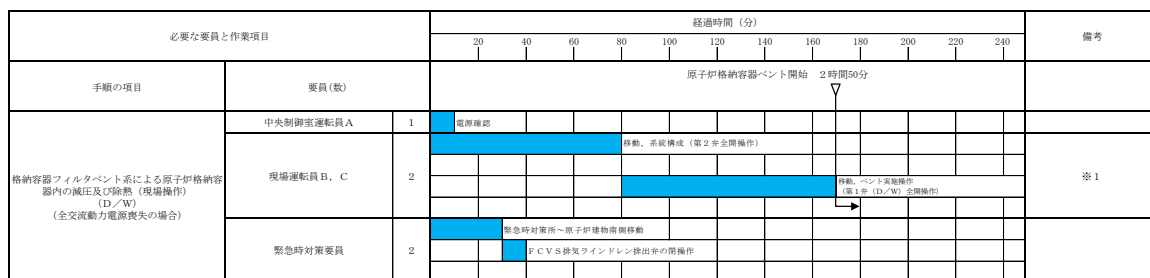 必要な要員と作業項目
経過時間（分）
備考
20 40 60 80 100 120 140 160 180 200 220 240
手順の項目
要員(数)
原子炉格納容器ベント開始　２時間50分
格納容器フィルタベント系による原子炉格納容
器内の減圧及び除熱（現場操作）
（Ｄ／Ｗ）
（全交流動力電源喪失の場合）
中央制御室運転員Ａ
1
電源確認
現場運転員Ｂ，Ｃ
2
移動，系統構成（第２弁全開操作）
移動，ベント実施操作
（第１弁（Ｄ／Ｗ）全開操作）
※１
緊急時対策要員
2
緊急時対策所～原子炉建物南側移動
ＦＣＶＳ排気ラインドレン排出弁の閉操作